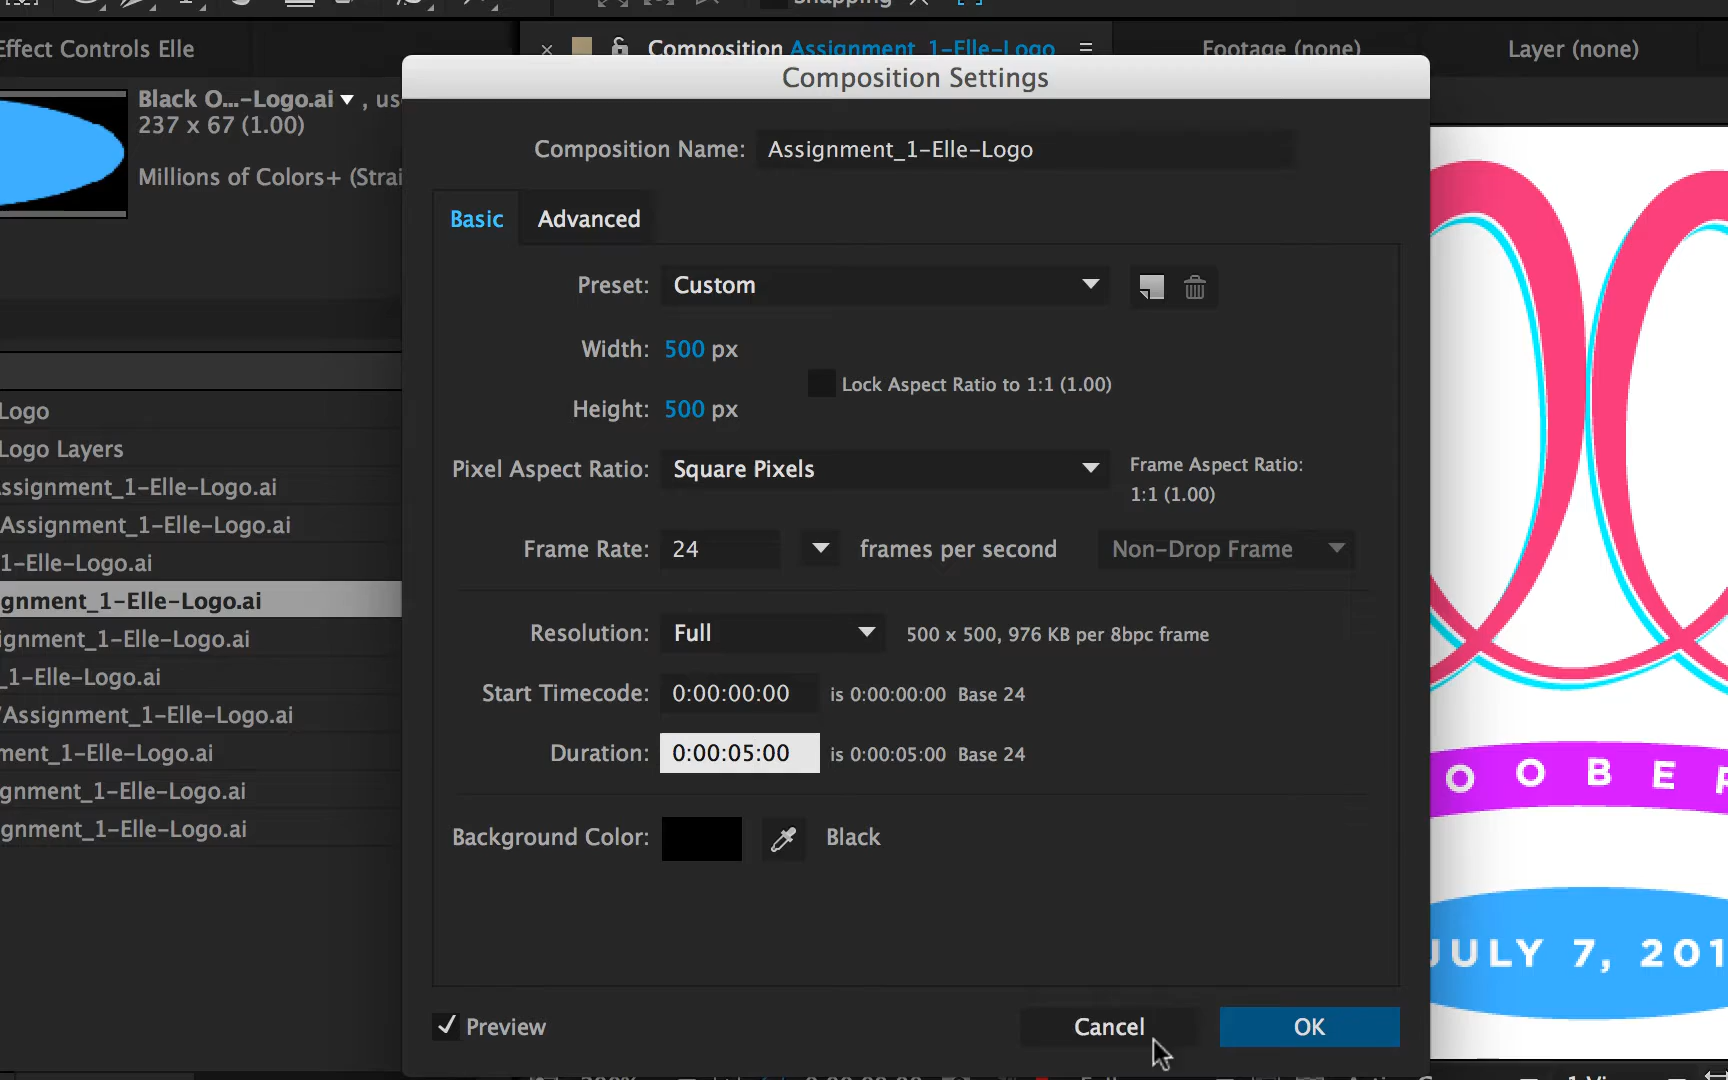 Snapping
Effect Controls Elle
Composition Assignment_1-Elle-Logo
Footage (none)
Layer (none)
Composition Settings
Black O...-Logo.ai , us
237 x 67 (1.00)
Millions of Colors+ (Strai
Composition Name: Assignment_1-Elle-Logo
Basic
Advanced
Preset: Custom
Width: 500 px
Lock Aspect Ratio to 1:1 (1.00)
Height: 500 px
Pixel Aspect Ratio: Square Pixels
Frame Aspect Ratio:
1:1 (1.00)
Frame Rate: 24 frames per second Non-Drop Frame
Resolution: Full 500 x 500, 976 KB per 8bpc frame
Start Timecode: 0:00:00:00 is 0:00:00:00 Base 24
Duration: 0:00:05:00 is 0:00:05:00 Base 24
Background Color: Black
Preview
Cancel
OK
Logo
Logo Layers
ssignment_1-Elle-Logo.ai
Assignment_1-Elle-Logo.ai
1-Elle-Logo.ai
gnment_1-Elle-Logo.ai
ignment_1-Elle-Logo.ai
_1-Elle-Logo.ai
/Assignment_1-Elle-Logo.ai
ment_1-Elle-Logo.ai
gnment_1-Elle-Logo.ai
gnment_1-Elle-Logo.ai
O O B E R
JULY 7, 201